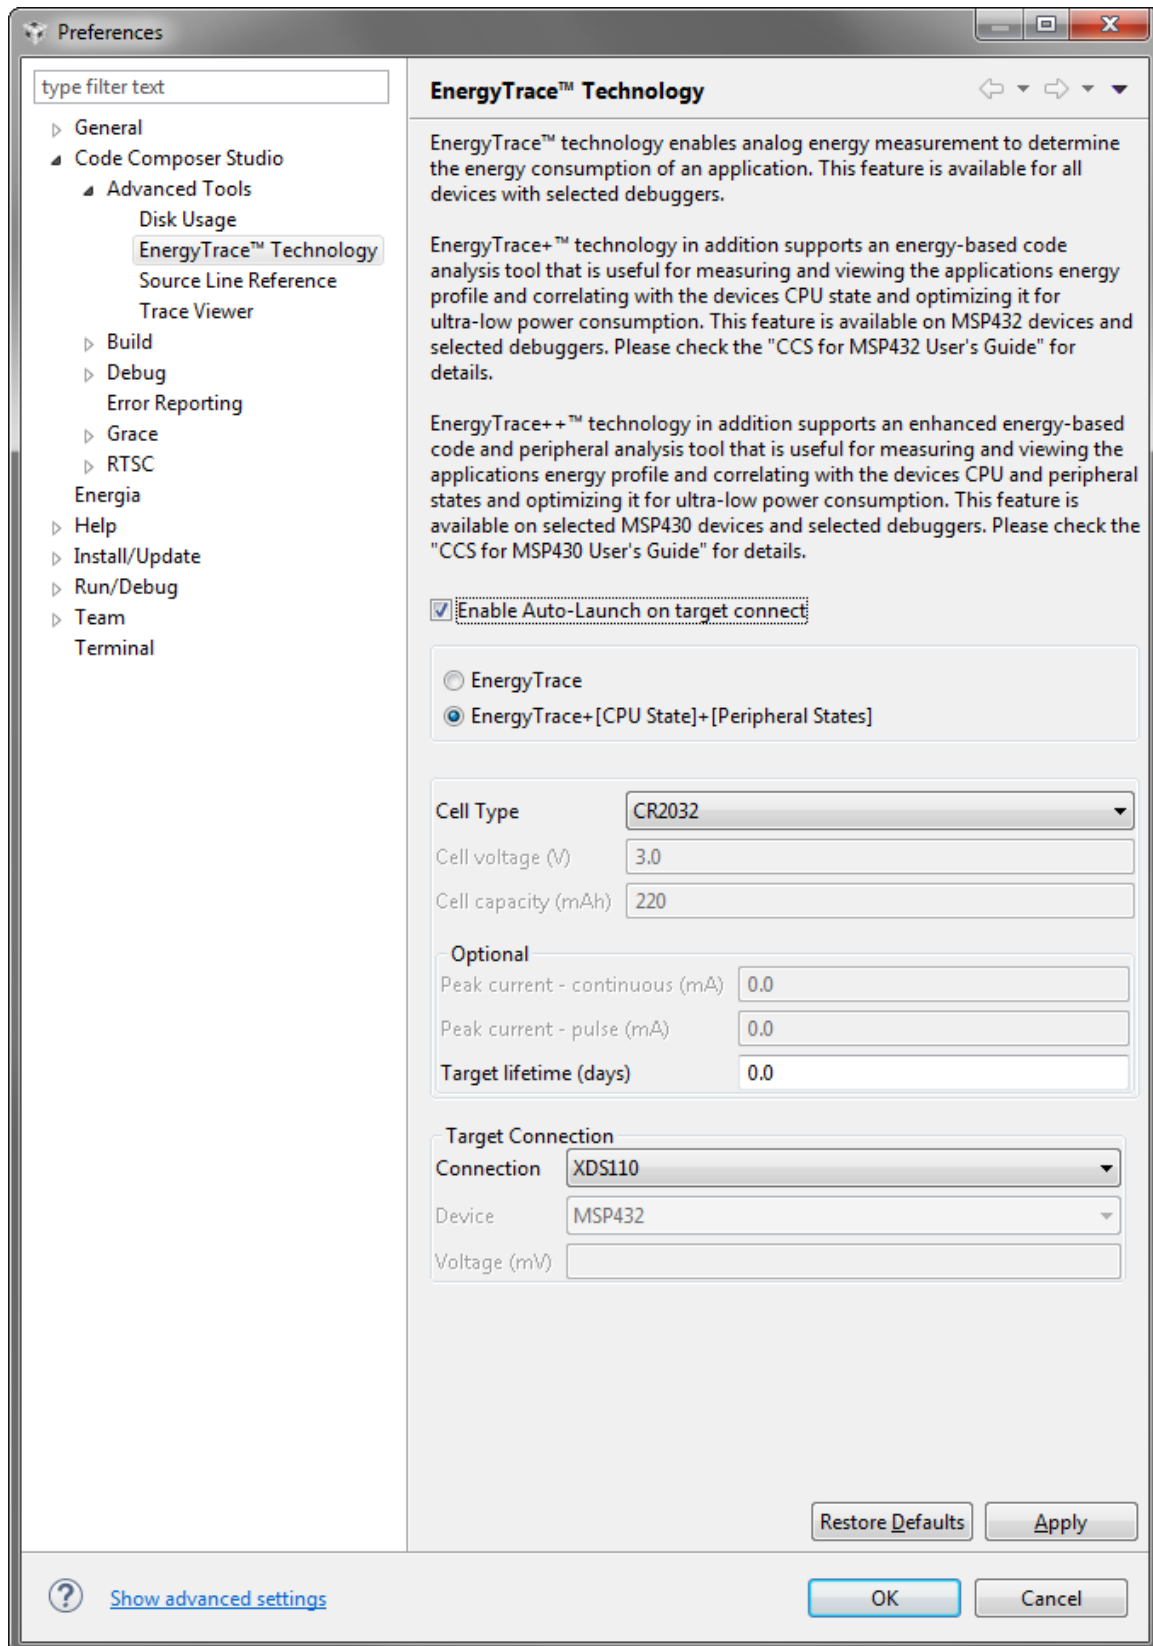 Preferences
type filter text
General
Code Composer Studio
Advanced Tools
Disk Usage
EnergyTrace™ Technology
Source Line Reference
Trace Viewer
Build
Debug
Error Reporting
Grace
RTSC
Energia
Help
Install/Update
Run/Debug
Team
Terminal
EnergyTrace™ Technology
EnergyTrace™ technology enables analog energy measurement to determine
the energy consumption of an application. This feature is available for all
devices with selected debuggers.
EnergyTrace+™ technology in addition supports an energy-based code
analysis tool that is useful for measuring and viewing the applications energy
profile and correlating with the devices CPU state and optimizing it for
ultra-low power consumption. This feature is available on MSP432 devices and
selected debuggers. Please check the "CCS for MSP432 User's Guide" for
details.
EnergyTrace++™ technology in addition supports an enhanced energy-based
code and peripheral analysis tool that is useful for measuring and viewing the
applications energy profile and correlating with the devices CPU and peripheral
states and optimizing it for ultra-low power consumption. This feature is
available on selected MSP430 devices and selected debuggers. Please check the
"CCS for MSP430 User's Guide" for details.
Enable Auto-Launch on target connect
EnergyTrace
EnergyTrace+[CPU State]+[Peripheral States]
Cell Type CR2032
Cell voltage (V) 3.0
Cell capacity (mAh) 220
Optional
Peak current - continuous (mA) 0.0
Peak current - pulse (mA) 0.0
Target lifetime (days) 0.0
Target Connection
Connection XDS110
Device MSP432
Voltage (mV)
Restore Defaults Apply
Show advanced settings OK Cancel